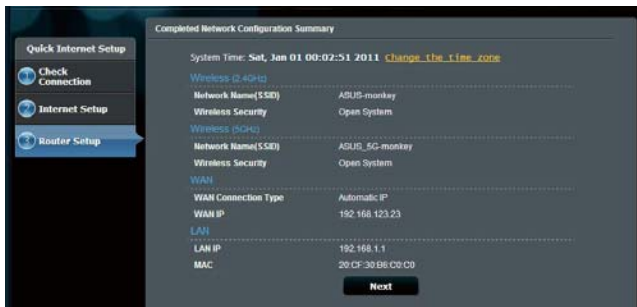 Completed Network Configuration Summary
Quick Internet Setup
1 Check Connection
2 Internet Setup
3 Router Setup
System Time: Sat, Jan 01 00:02:51 2011 Change the time zone
Wireless (2.4GHz)
Network Name(SSID) ASUS-monkey
Wireless Security Open System
Wireless (5GHz)
Network Name(SSID) ASUS_5G-monkey
Wireless Security Open System
WAN
WAN Connection Type Automatic IP
WAN IP 192.168.123.23
LAN
LAN IP 192.168.1.1
MAC 20:CF:30:B6:C0:C0
Next